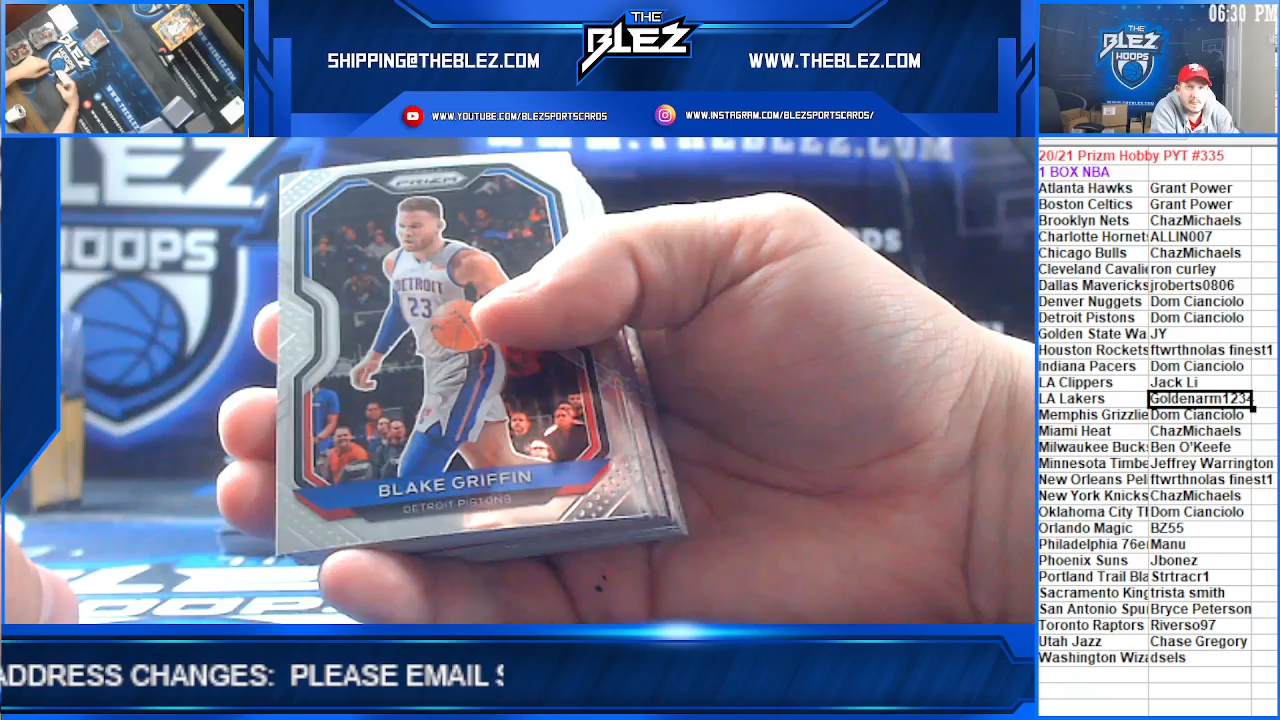 THE
BLEZ
SHIPPING@THEBLEZ.COM
WWW.THEBLEZ.COM
WWW.YOUTUBE.COM/BLEZSPORTSCARDS
WWW.INSTAGRAM.COM/BLEZSPORTSCARDS/
06:30 PM
THE
BLEZ
HOOPS
PRIZM
DETROIT
23
BLAKE GRIFFIN
DETROIT PISTONS
HOOPS
20/21 Prizm Hobby PYT #335
1 BOX NBA
Atlanta Hawks Grant Power
Boston Celtics Grant Power
Brooklyn Nets ChazMichaels
Charlotte Hornet ALLIN007
Chicago Bulls ChazMichaels
Cleveland Cavali ron curley
Dallas Mavericks jroberts0806
Denver Nuggets Dom Cianciolo
Detroit Pistons Dom Cianciolo
Golden State Wa JY
Houston Rockets ftwrthnolas finest1
Indiana Pacers Dom Cianciolo
LA Clippers Jack Li
LA Lakers Goldenarm1234
Memphis Grizzlie Dom Cianciolo
Miami Heat ChazMichaels
Milwaukee Buck Ben O'Keefe
Minnesota Timbe Jeffrey Warrington
New Orleans Pel ftwrthnolas finest1
New York Knicks ChazMichaels
Oklahoma City T Dom Cianciolo
Orlando Magic BZ55
Philadelphia 76e Manu
Phoenix Suns Jbonez
Portland Trail Bla Strtracr1
Sacramento King trista smith
San Antonio Spu Bryce Peterson
Toronto Raptors Riverso97
Utah Jazz Chase Gregory
Washington Wiza dsels
ADDRESS CHANGES: PLEASE EMAIL S